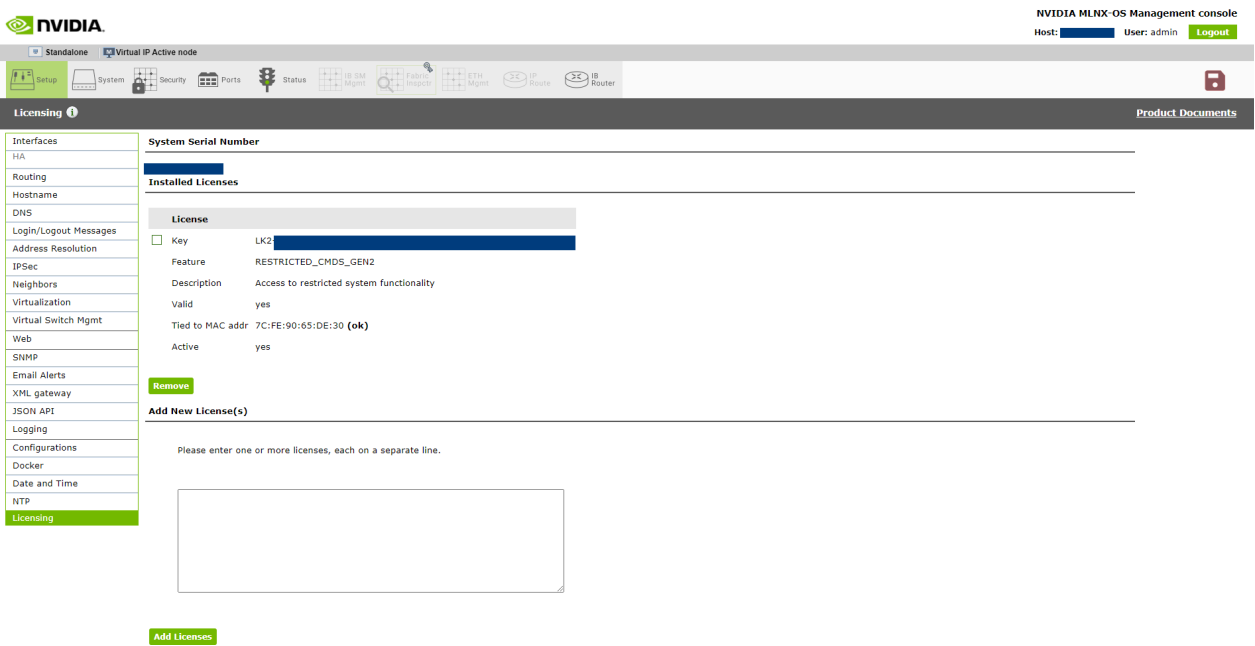 NVIDIA.
NVIDIA MLNX-OS Management console
Host: User: admin Logout
Standalone Virtual IP Active node
Setup System Security Ports Status IB SM Mgmt Fabric Inspctr ETH Mgmt IP Route IB Router
Licensing Product Documents
Interfaces
HA
Routing
Hostname
DNS
Login/Logout Messages
Address Resolution
IPSec
Neighbors
Virtualization
Virtual Switch Mgmt
Web
SNMP
Email Alerts
XML gateway
JSON API
Logging
Configurations
Docker
Date and Time
NTP
Licensing
System Serial Number
Installed Licenses
License
Key LK2-
Feature RESTRICTED_CMDS_GEN2
Description Access to restricted system functionality
Valid yes
Tied to MAC addr 7C:FE:90:65:DE:30 (ok)
Active yes
Remove
Add New License(s)
Please enter one or more licenses, each on a separate line.
Add Licenses